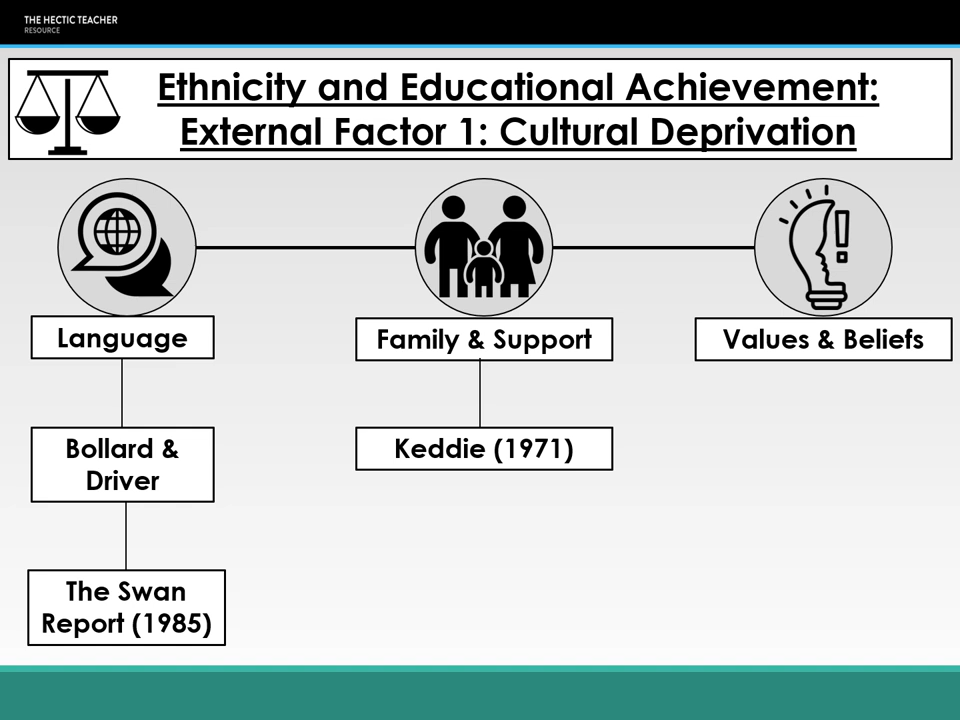 THE HECTIC TEACHER
RESOURCE
Ethnicity and Educational Achievement:
External Factor 1: Cultural Deprivation
Language
Family & Support
Values & Beliefs
Bollard &
Driver
Keddie (1971)
The Swan
Report (1985)